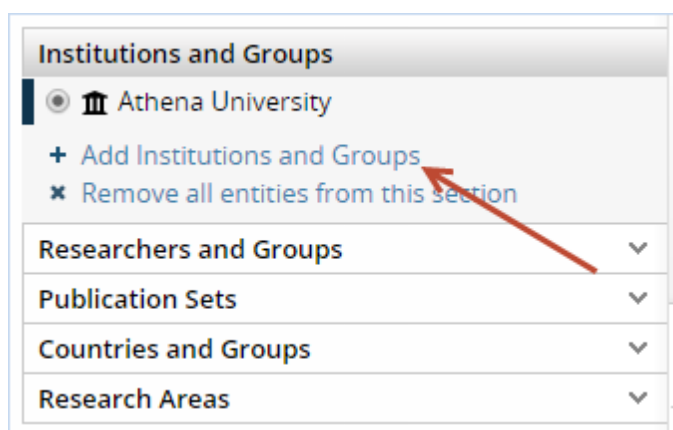 Institutions and Groups
Athena University
+ Add Institutions and Groups
× Remove all entities from this section
Researchers and Groups
Publication Sets
Countries and Groups
Research Areas